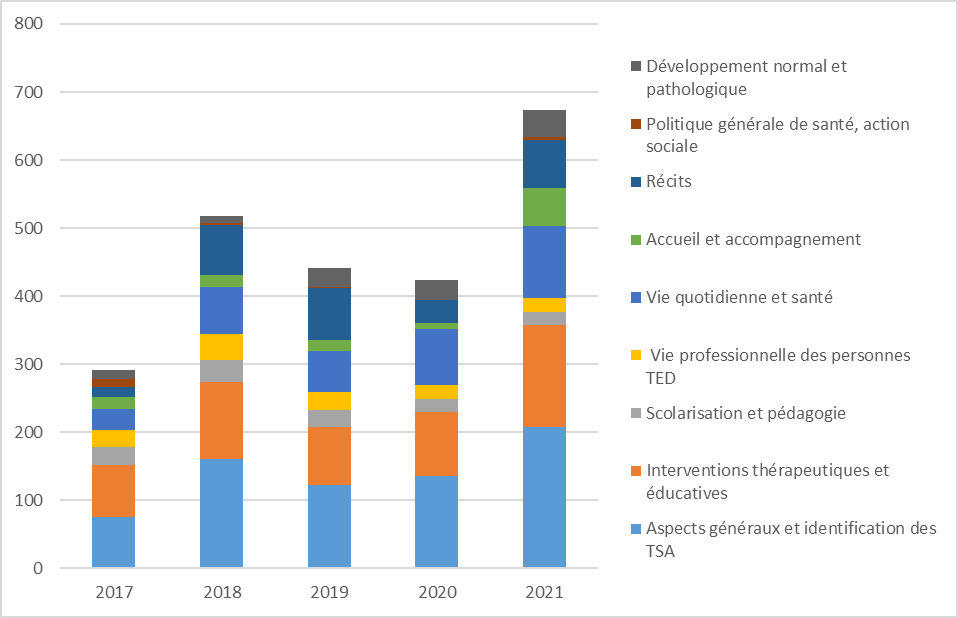 800
700
600
500
400
300
200
100
0
2017 2018 2019 2020 2021
Développement normal et
pathologique
Politique générale de santé, action
sociale
Récits
Accueil et accompagnement
Vie quotidienne et santé
Vie professionnelle des personnes
TED
Scolarisation et pédagogie
Interventions thérapeutiques et
éducatives
Aspects généraux et identification des
TSA